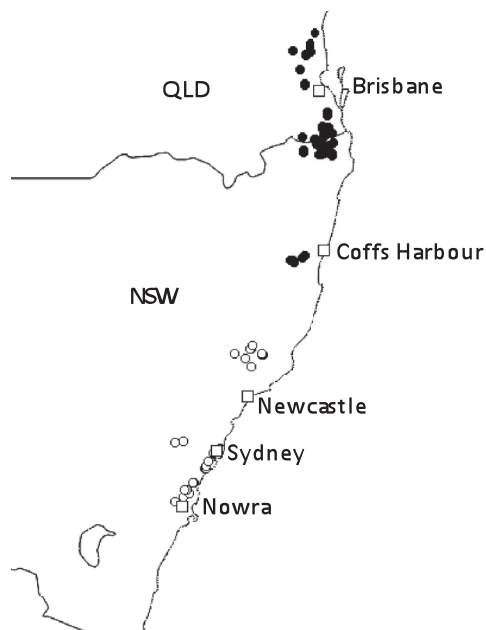 QLD
Brisbane
Coffs Harbour
NSW
Newcastle
Sydney
Nowra